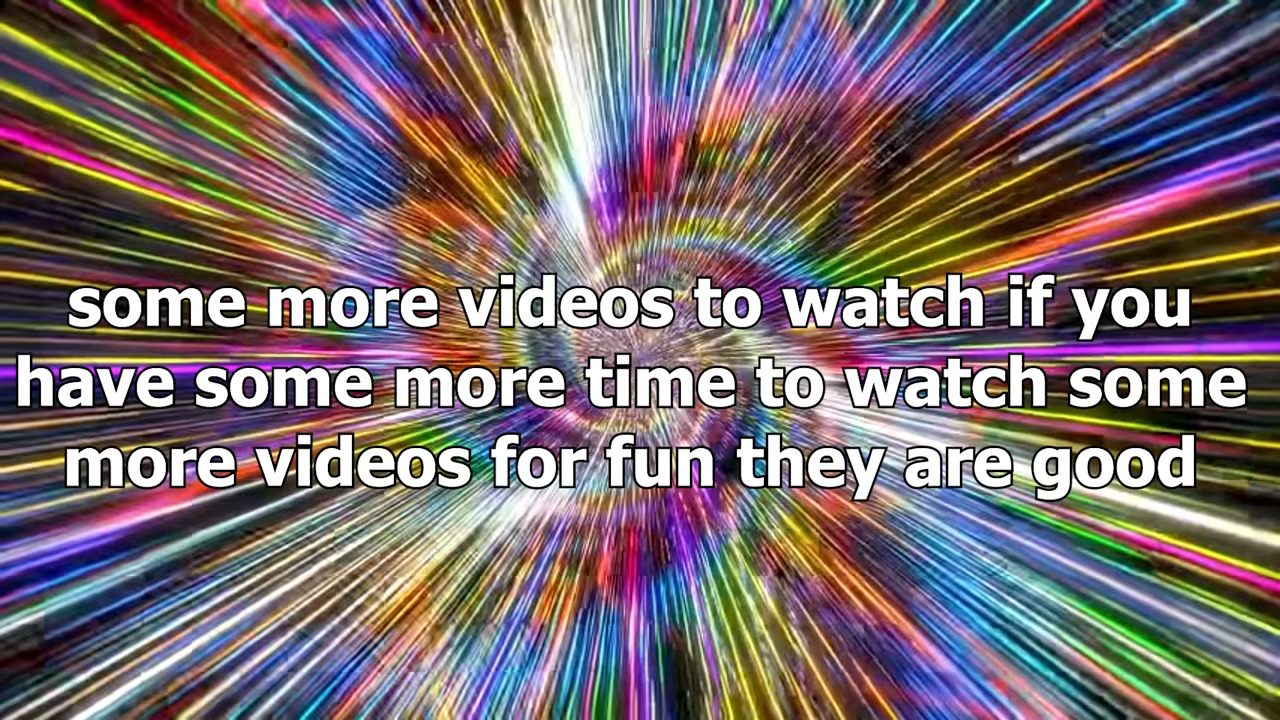 some more videos to watch if you
have some more time to watch some
more videos for fun they are good